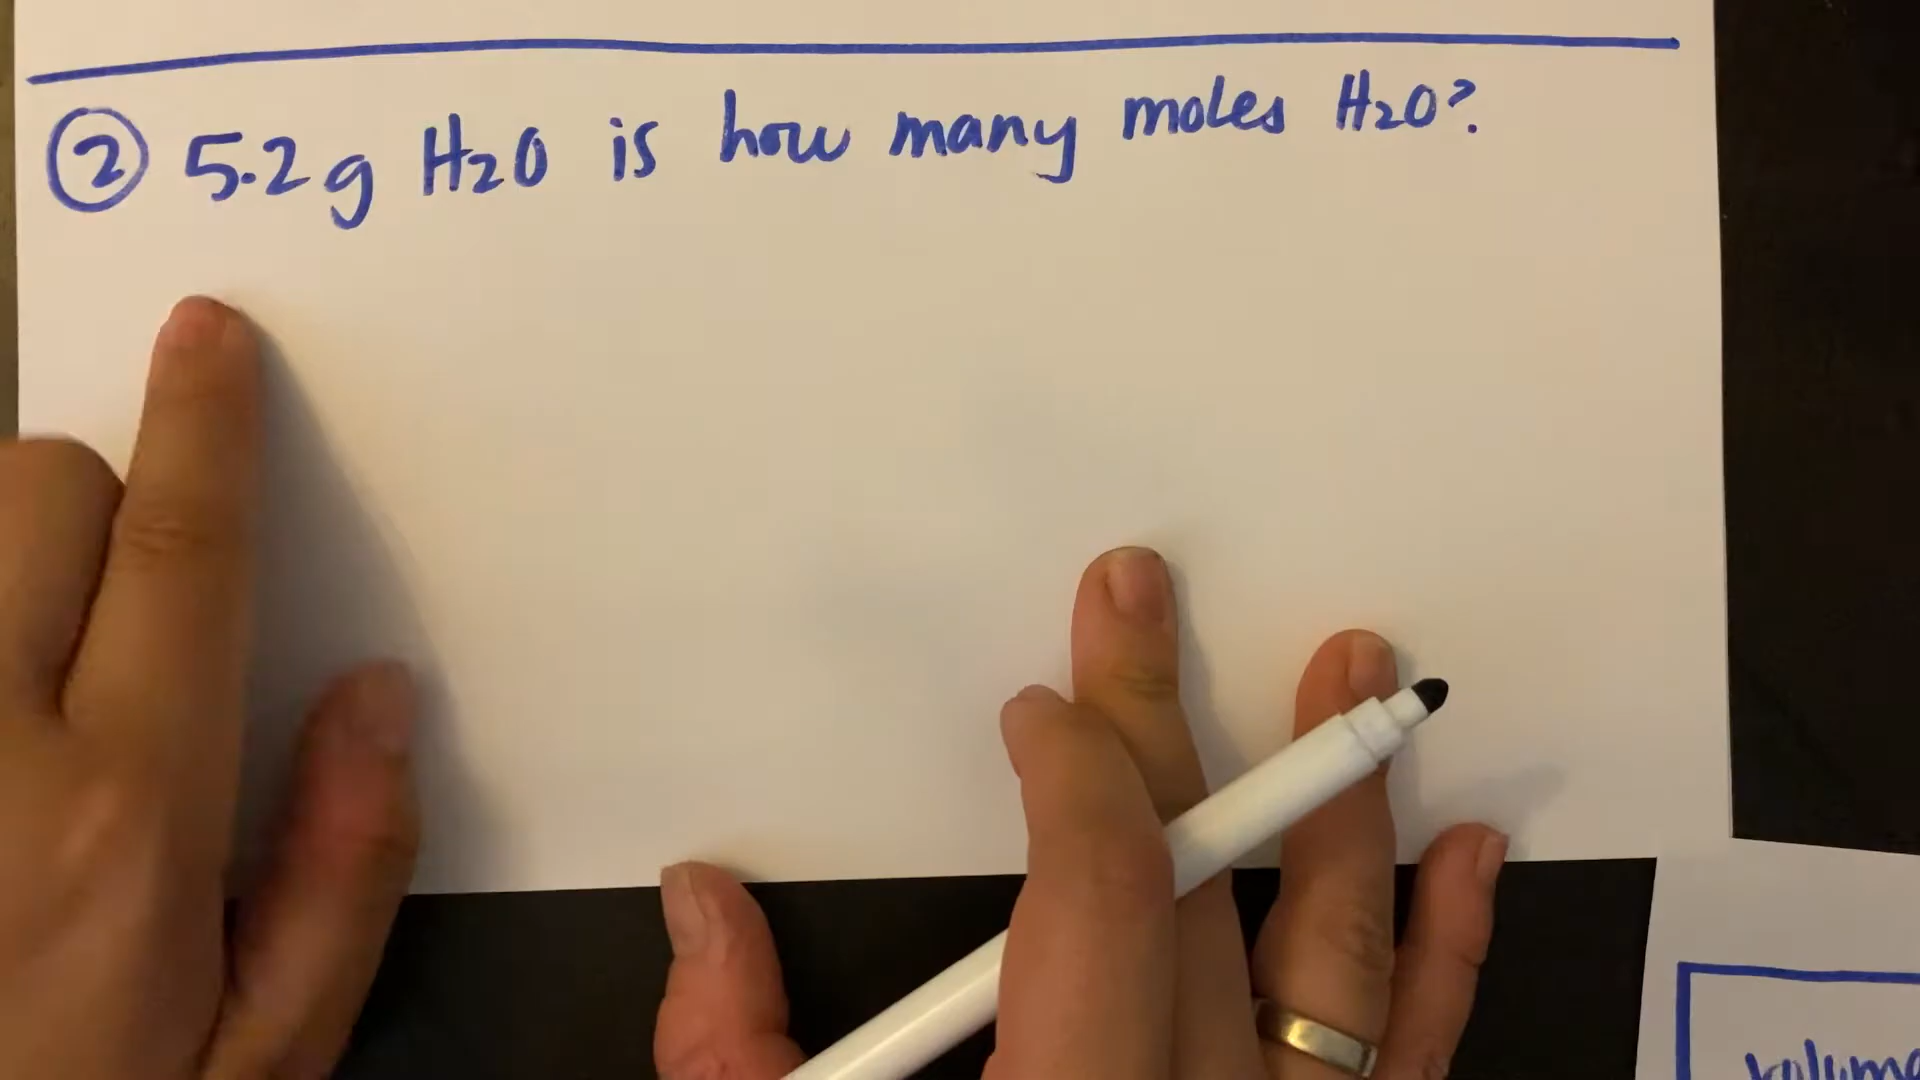 ② 5.2g H₂O is how many moles H₂O?